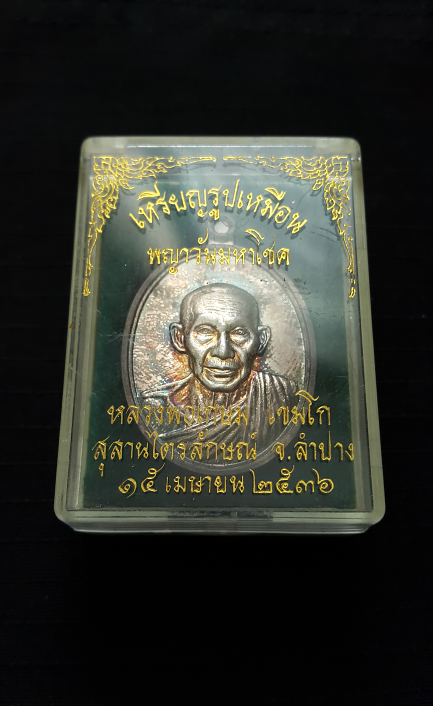 เหรียญรูปเหมือน
พญาวันมหาโชค
หลวงพ่อเกษม เขมโก
สุสานไตรลักษณ์ จ.ลำปาง
๑๕ เมษายน ๒๕๓๖